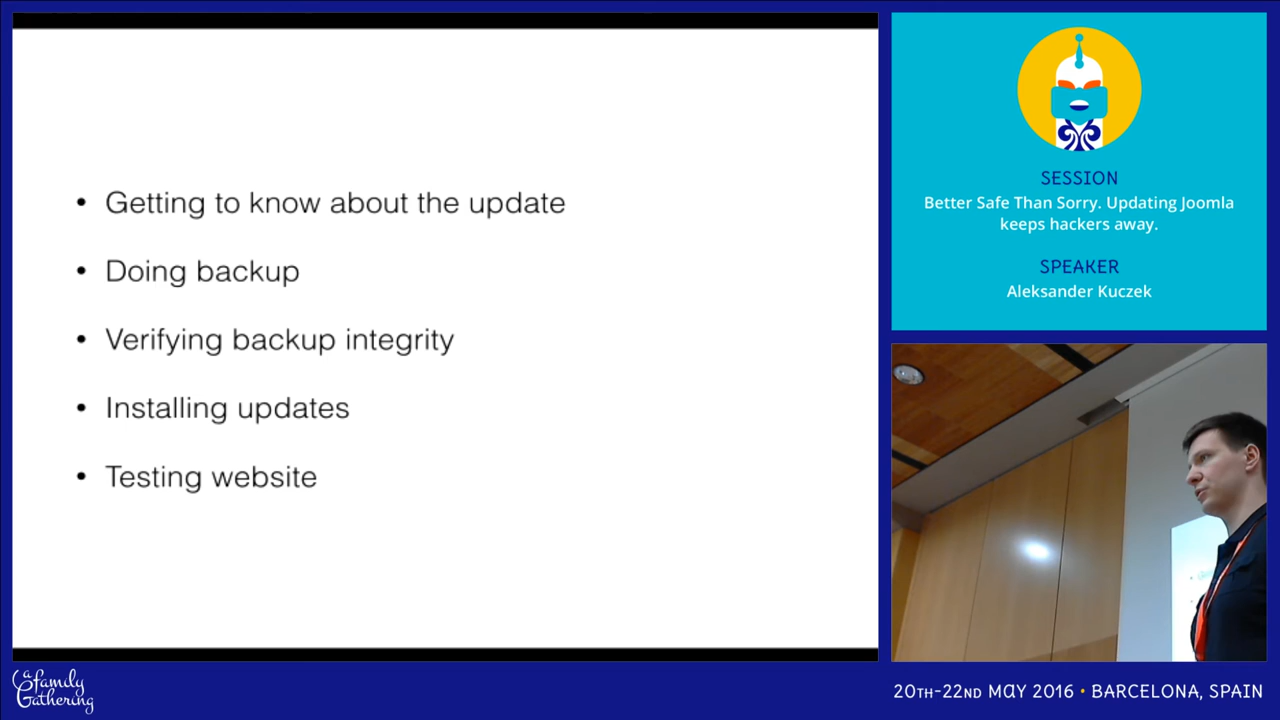 • Getting to know about the update
• Doing backup
• Verifying backup integrity
• Installing updates
• Testing website
SESSION
Better Safe Than Sorry. Updating Joomla
keeps hackers away.
SPEAKER
Aleksander Kuczek
a family
Gathering
20TH-22ND MAY 2016 • BARCELONA, SPAIN